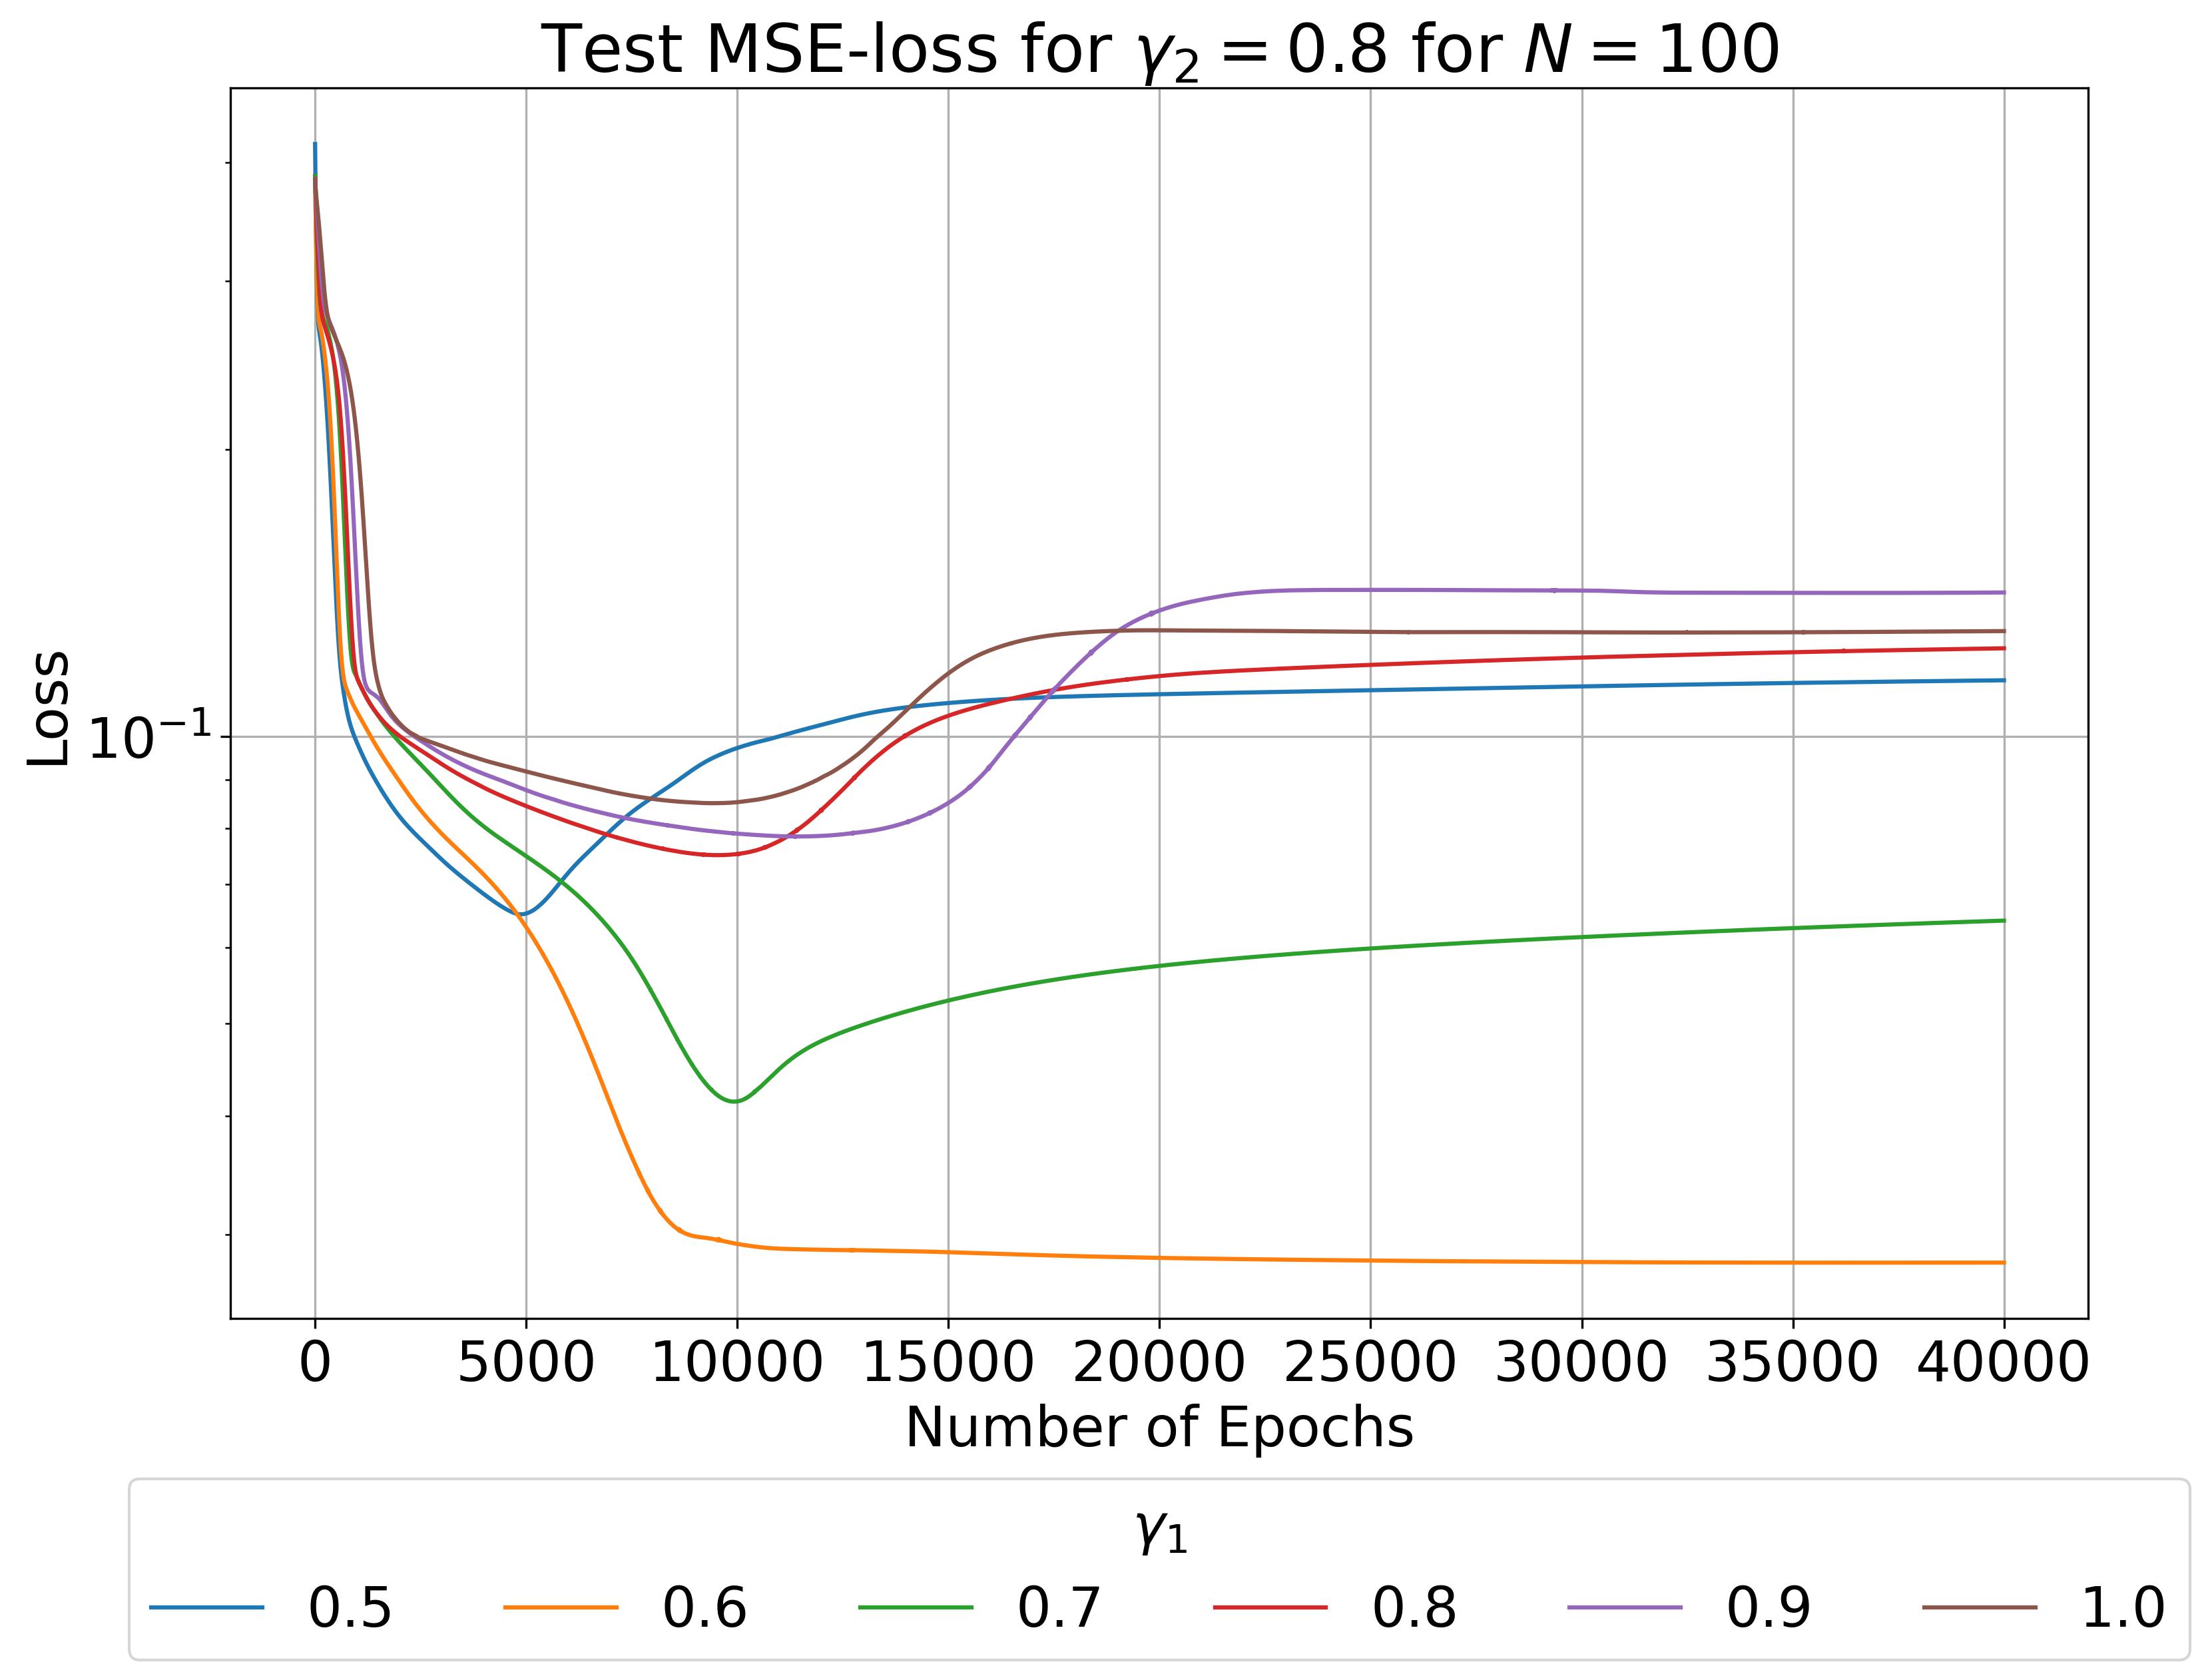 Test MSE-loss for γ₂ = 0.8 for N = 100
Loss
10⁻¹
0 5000 10000 15000 20000 25000 30000 35000 40000
Number of Epochs
γ₁
0.5 0.6 0.7 0.8 0.9 1.0